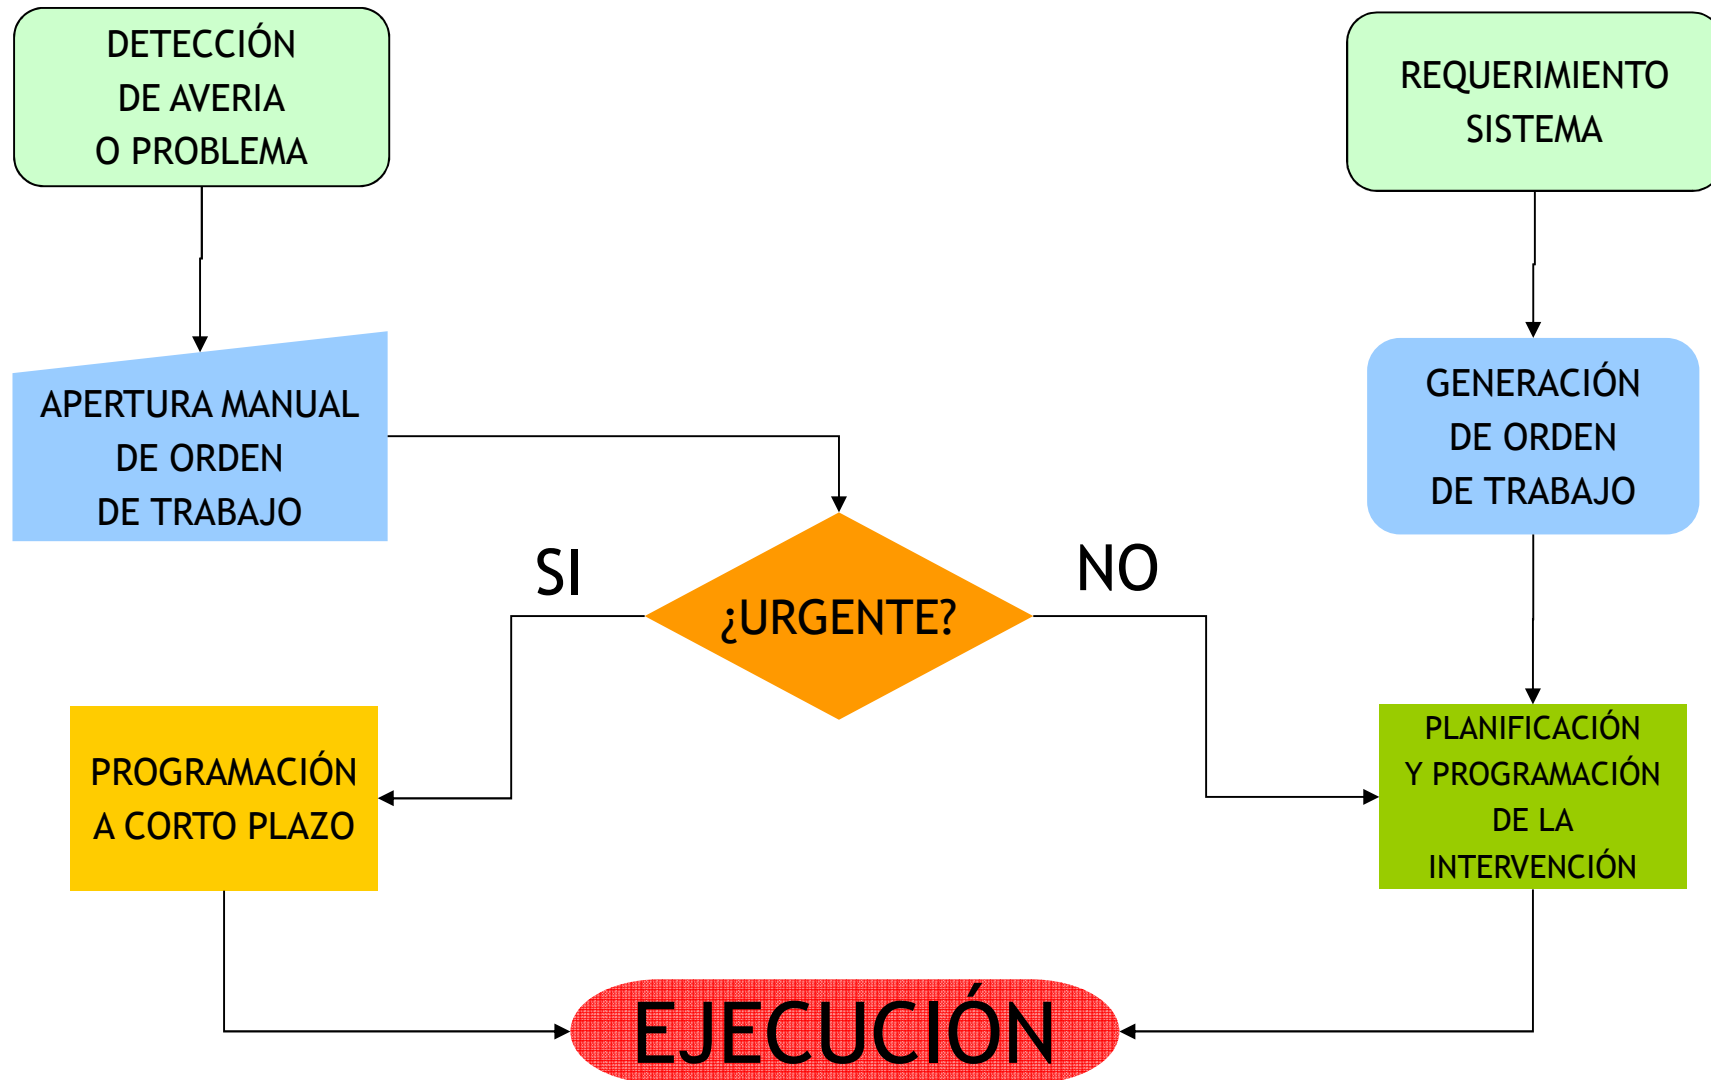 DETECCIÓN
DE AVERIA
O PROBLEMA
REQUERIMIENTO
SISTEMA
APERTURA MANUAL
DE ORDEN
DE TRABAJO
GENERACIÓN
DE ORDEN
DE TRABAJO
SI
NO
¿URGENTE?
PROGRAMACIÓN
A CORTO PLAZO
PLANIFICACIÓN
Y PROGRAMACIÓN
DE LA
INTERVENCIÓN
EJECUCIÓN